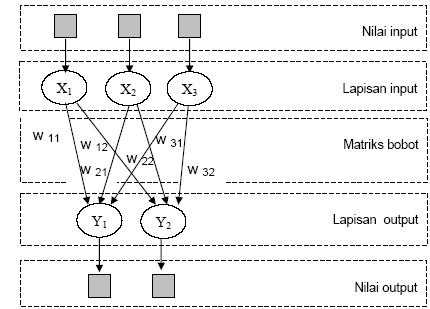 Nilai input
X1 X2 X3 Lapisan input
w 11 w 12 w 31 Matriks bobot
w 21 w 22 w 32
Y1 Y2 Lapisan output
Nilai output